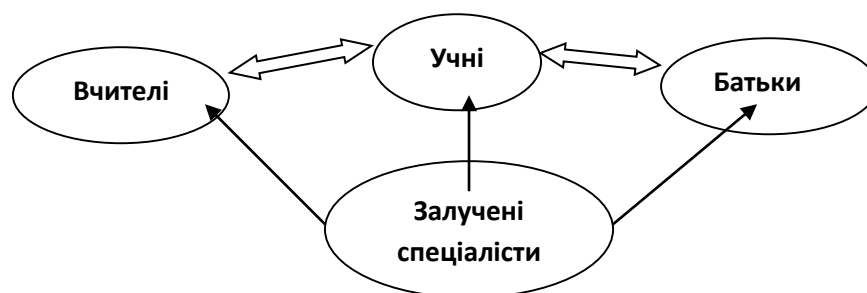 Вчителі
Учні
Батьки
Залучені
спеціалісти